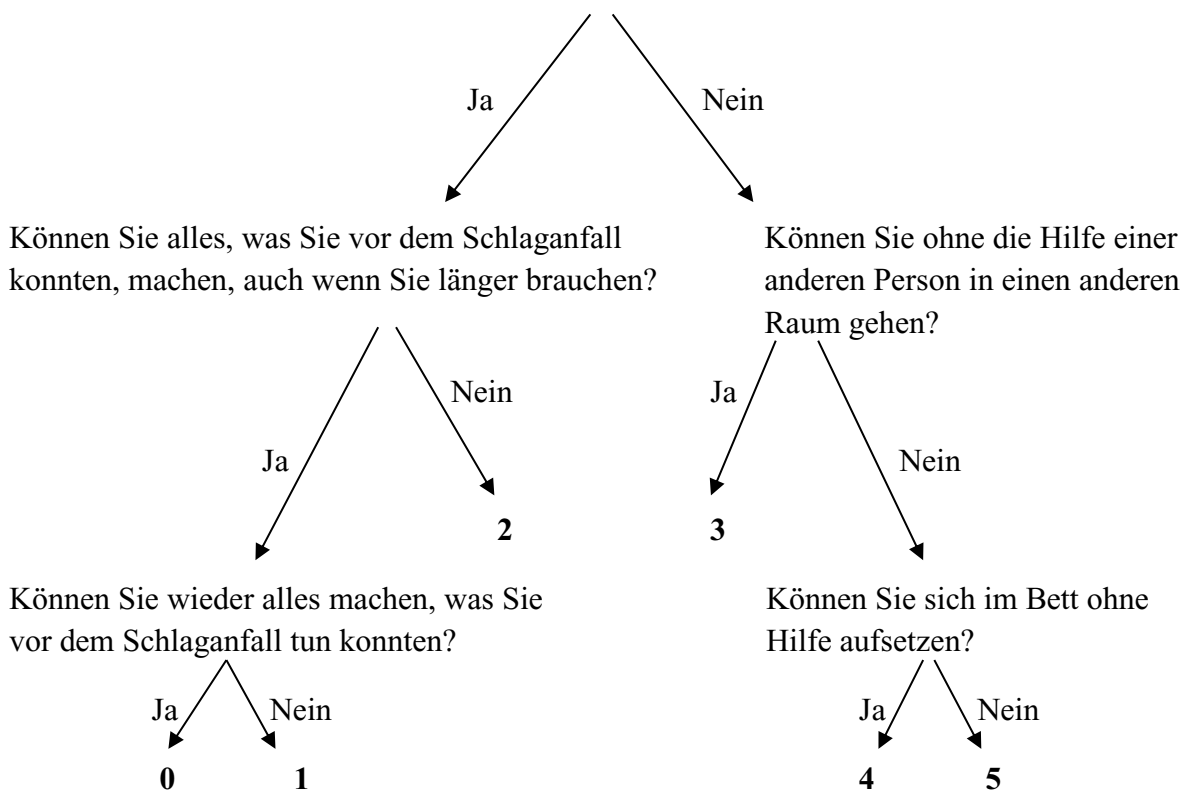 Ja
Nein
Können Sie alles, was Sie vor dem Schlaganfall
konnten, machen, auch wenn Sie länger brauchen?
Können Sie ohne die Hilfe einer
anderen Person in einen anderen
Raum gehen?
Ja
Nein
2
Ja
Nein
3
Können Sie wieder alles machen, was Sie
vor dem Schlaganfall tun konnten?
Können Sie sich im Bett ohne
Hilfe aufsetzen?
Ja
Nein
0
1
Ja
Nein
4
5